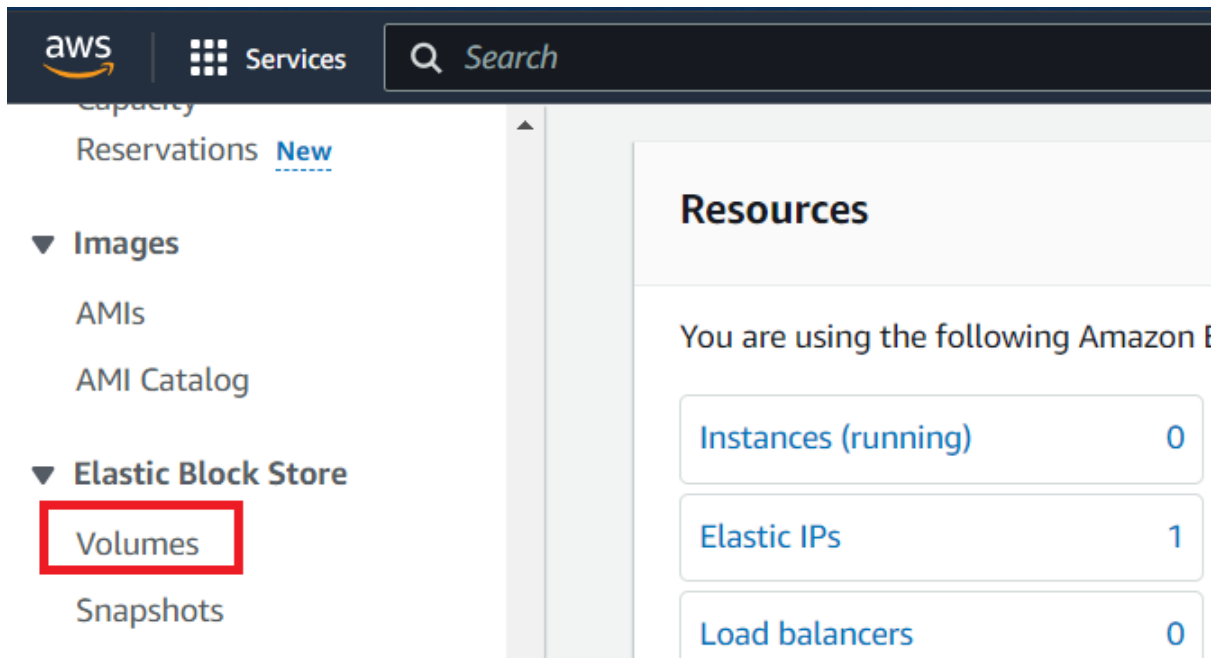 aws
Services
Search
Capacity
Reservations New
Images
AMIs
AMI Catalog
Elastic Block Store
Volumes
Snapshots
Resources
You are using the following Amazon E
Instances (running) 0
Elastic IPs 1
Load balancers 0